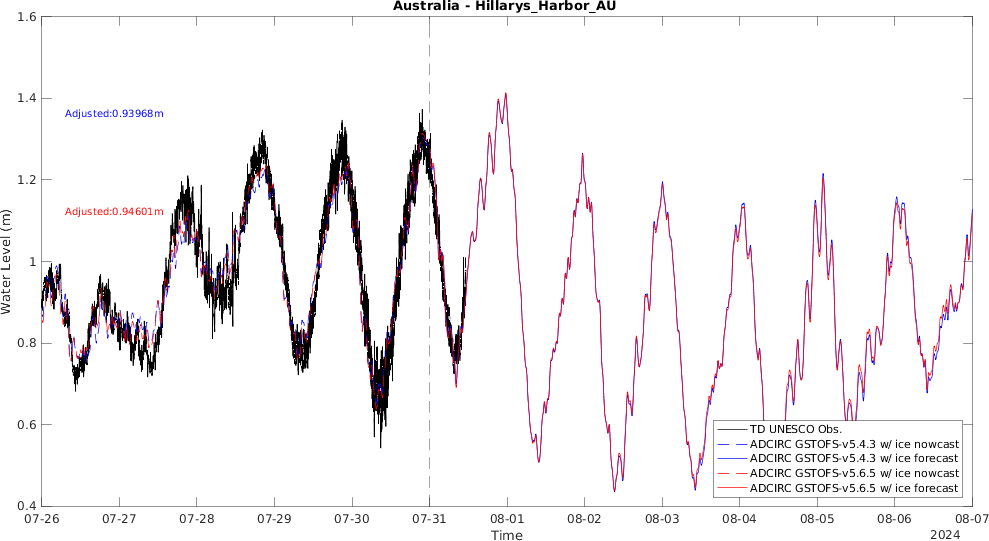 Australia - Hillarys_Harbor_AU
1.6
1.4
1.2
1
0.8
0.6
0.4
Water Level (m)
Adjusted:0.93968m
Adjusted:0.94601m
TD UNESCO Obs.
ADCIRC GSTOFS-v5.4.3 w/ ice nowcast
ADCIRC GSTOFS-v5.4.3 w/ ice forecast
ADCIRC GSTOFS-v5.6.5 w/ ice nowcast
ADCIRC GSTOFS-v5.6.5 w/ ice forecast
07-26 07-27 07-28 07-29 07-30 07-31 08-01 08-02 08-03 08-04 08-05 08-06 08-07
Time
2024